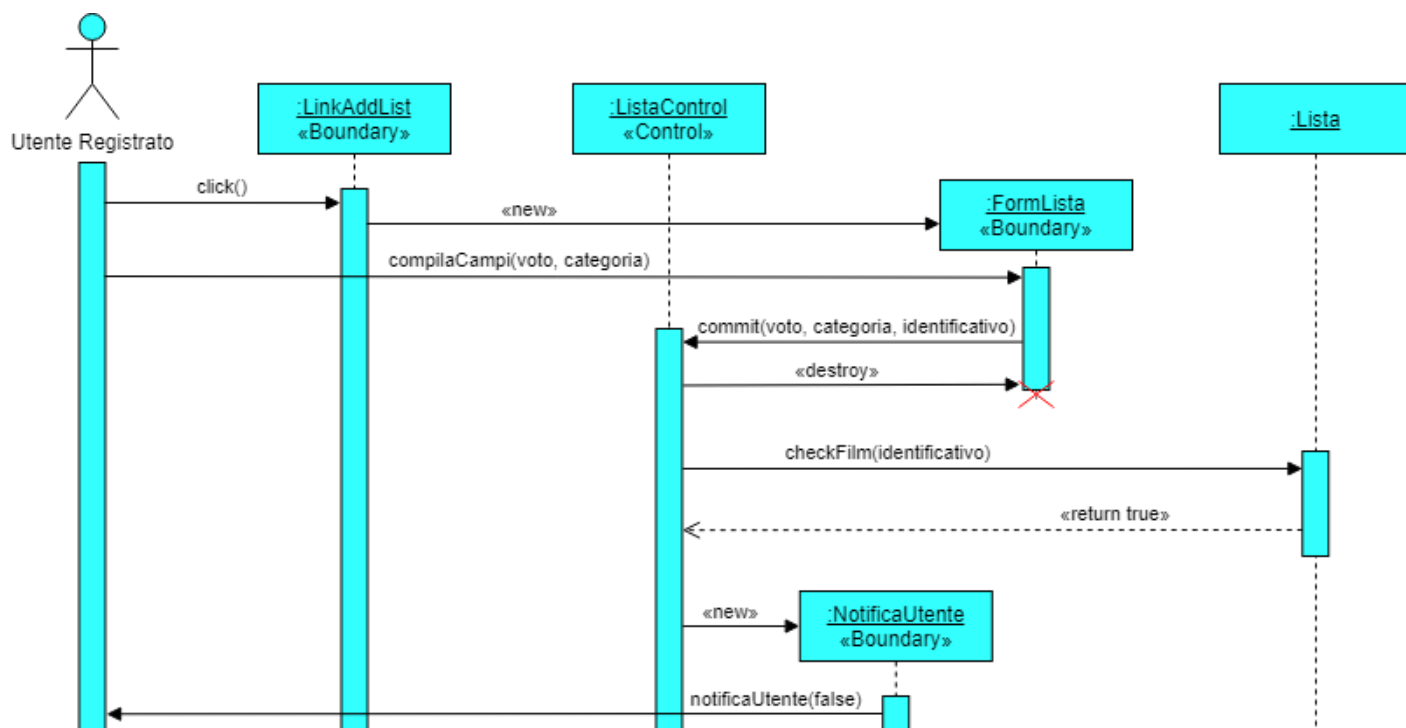 :LinkAddList
«Boundary»
:ListaControl
«Control»
:Lista
Utente Registrato
click()
«new»
:FormLista
«Boundary»
compilaCampi(voto, categoria)
commit(voto, categoria, identificativo)
«destroy»
checkFilm(identificativo)
«return true»
«new»
:NotificaUtente
«Boundary»
notificaUtente(false)